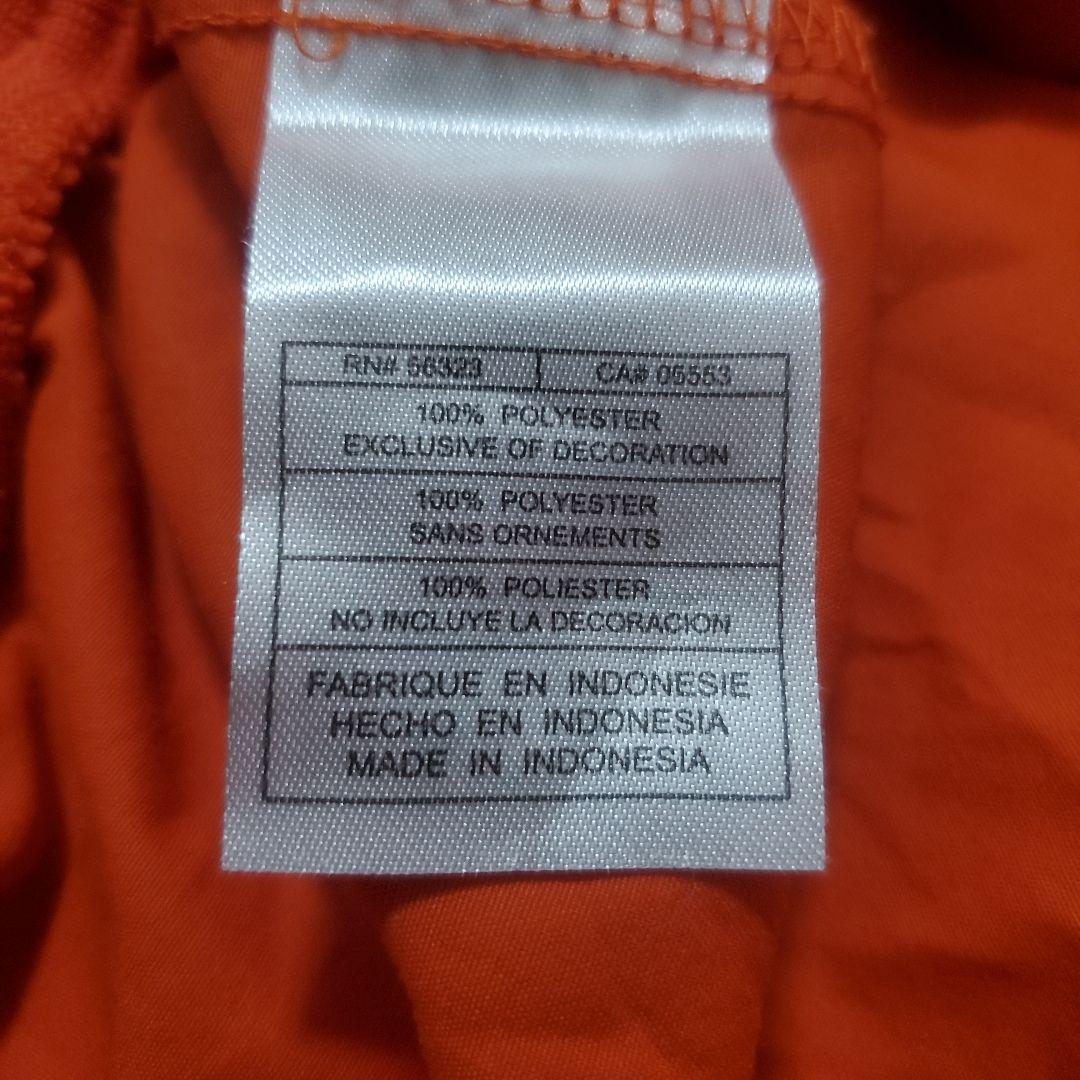 RN# 56323 CA# 05553
100% POLYESTER
EXCLUSIVE OF DECORATION
100% POLYESTER
SANS ORNEMENTS
100% POLIESTER
NO INCLUYE LA DECORACION
FABRIQUE EN INDONESIE
HECHO EN INDONESIA
MADE IN INDONESIA